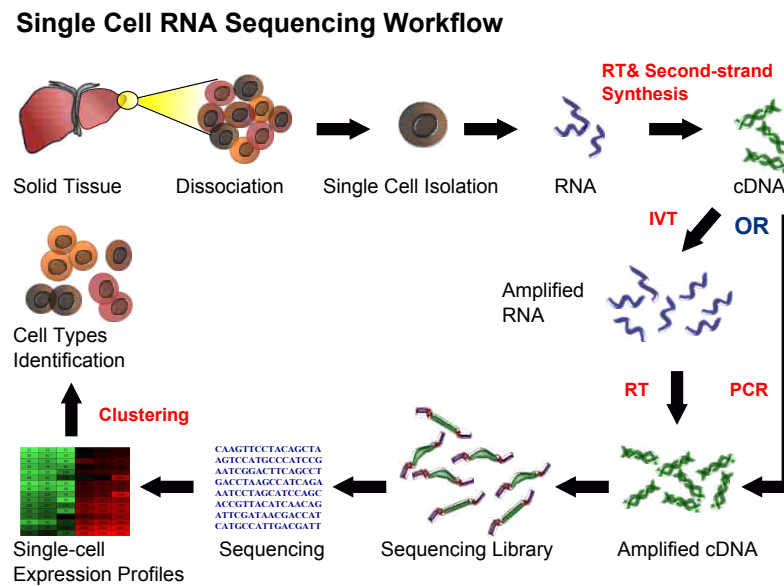 Single Cell RNA Sequencing Workflow
RT& Second-strand
Synthesis
Solid Tissue
Dissociation
Single Cell Isolation
RNA
cDNA
IVT
OR
Amplified
RNA
RT
PCR
Amplified cDNA
Sequencing Library
CAAGTTCCTACAGCTA
AGTCCATGCCCATCCG
AATCGGACTTCAGCCT
GACCTAAGCCATCAGA
AATCCTAGCATCCAGC
ACCGTTACATCAACAG
ATTCGATAACGACCAT
CATGCCATTGACGATT
Sequencing
Single-cell
Expression Profiles
Clustering
Cell Types
Identification